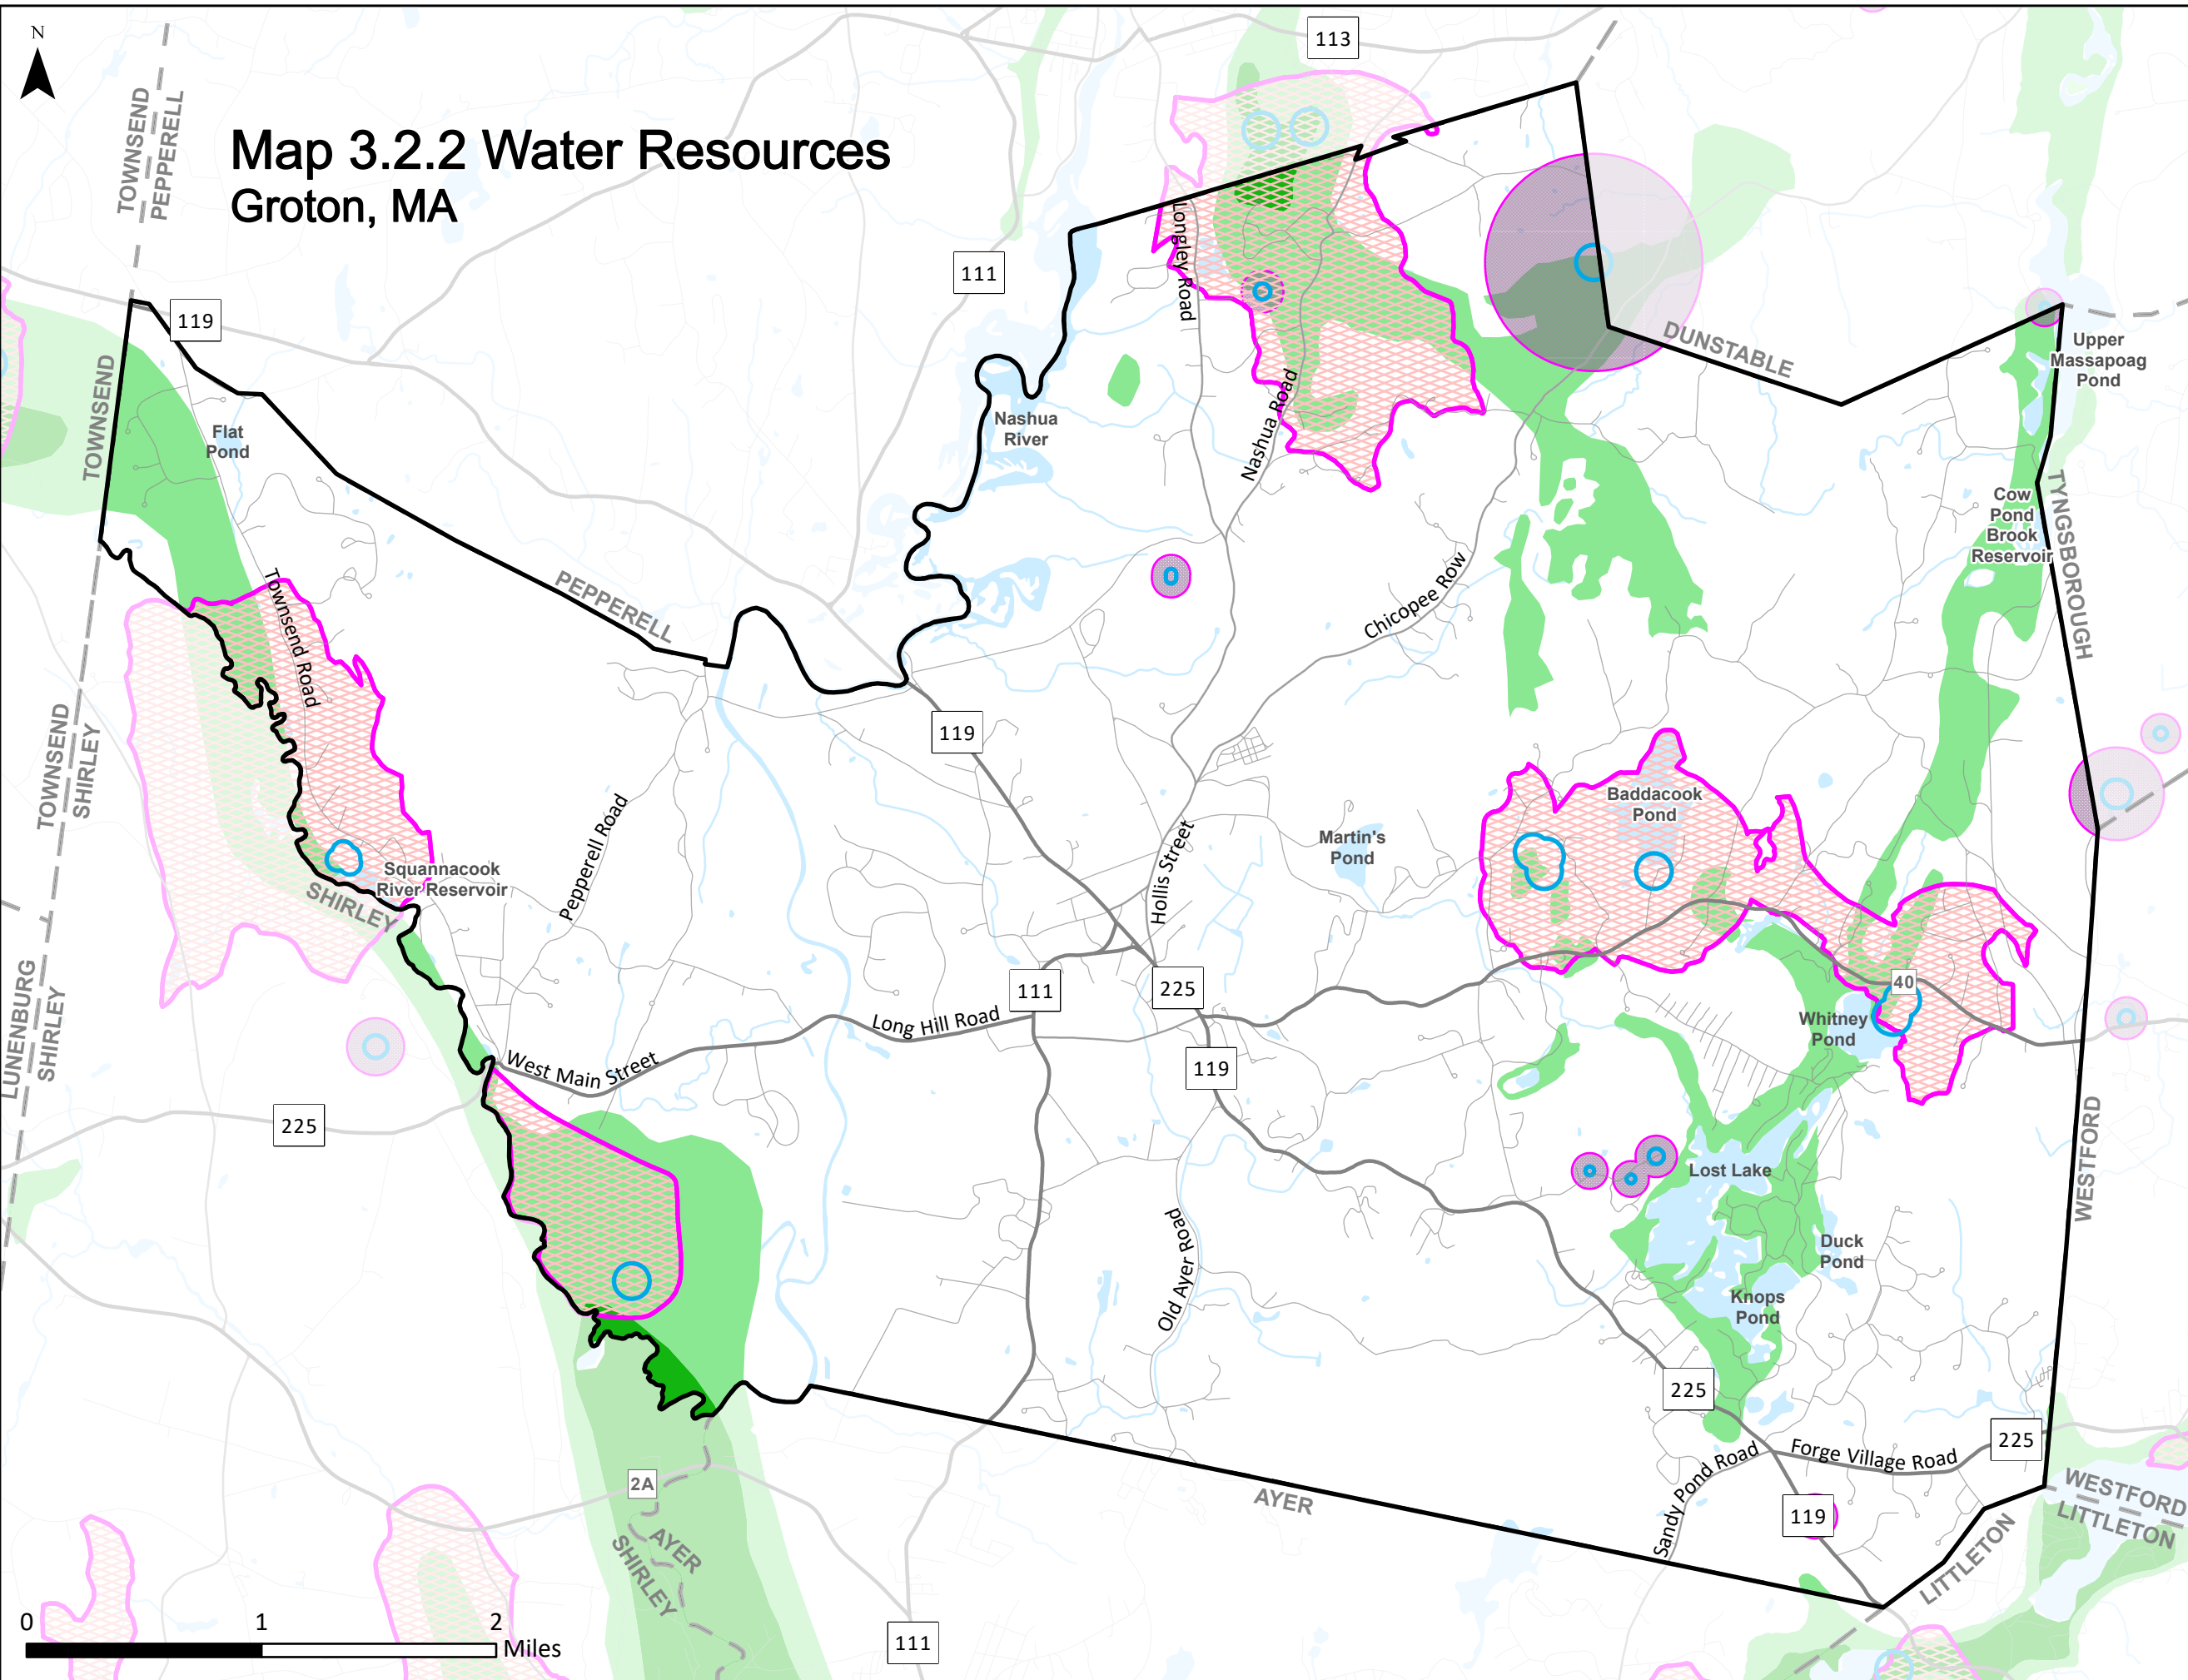 N
113
TOWNSEND
PEPPERELL
Map 3.2.2 Water Resources
Groton, MA
111
Longley Road
119
DUNSTABLE
Upper
Massapoag
Pond
TOWNSEND
Flat
Pond
Nashua
River
Nashua Road
Cow
Pond
Brook
Reservoir
TYNGSBOROUGH
Townsend Road
PEPPERELL
Chicopee Row
TOWNSEND
SHIRLEY
119
Baddacook
Pond
Pepperell Road
Hollis Street
Martin's
Pond
Squannacook
River Reservoir
SHIRLEY
LUNENBURG
SHIRLEY
111
225
40
Long Hill Road
Whitney
Pond
West Main Street
119
225
WESTFORD
Lost Lake
Old Ayer Road
Duck
Pond
Knops
Pond
225
225
Forge Village Road
Sandy Pond Road
2A
AYER
119
WESTFORD
LITTLETON
AYER
SHIRLEY
LITTLETON
0 1 2
Miles
111